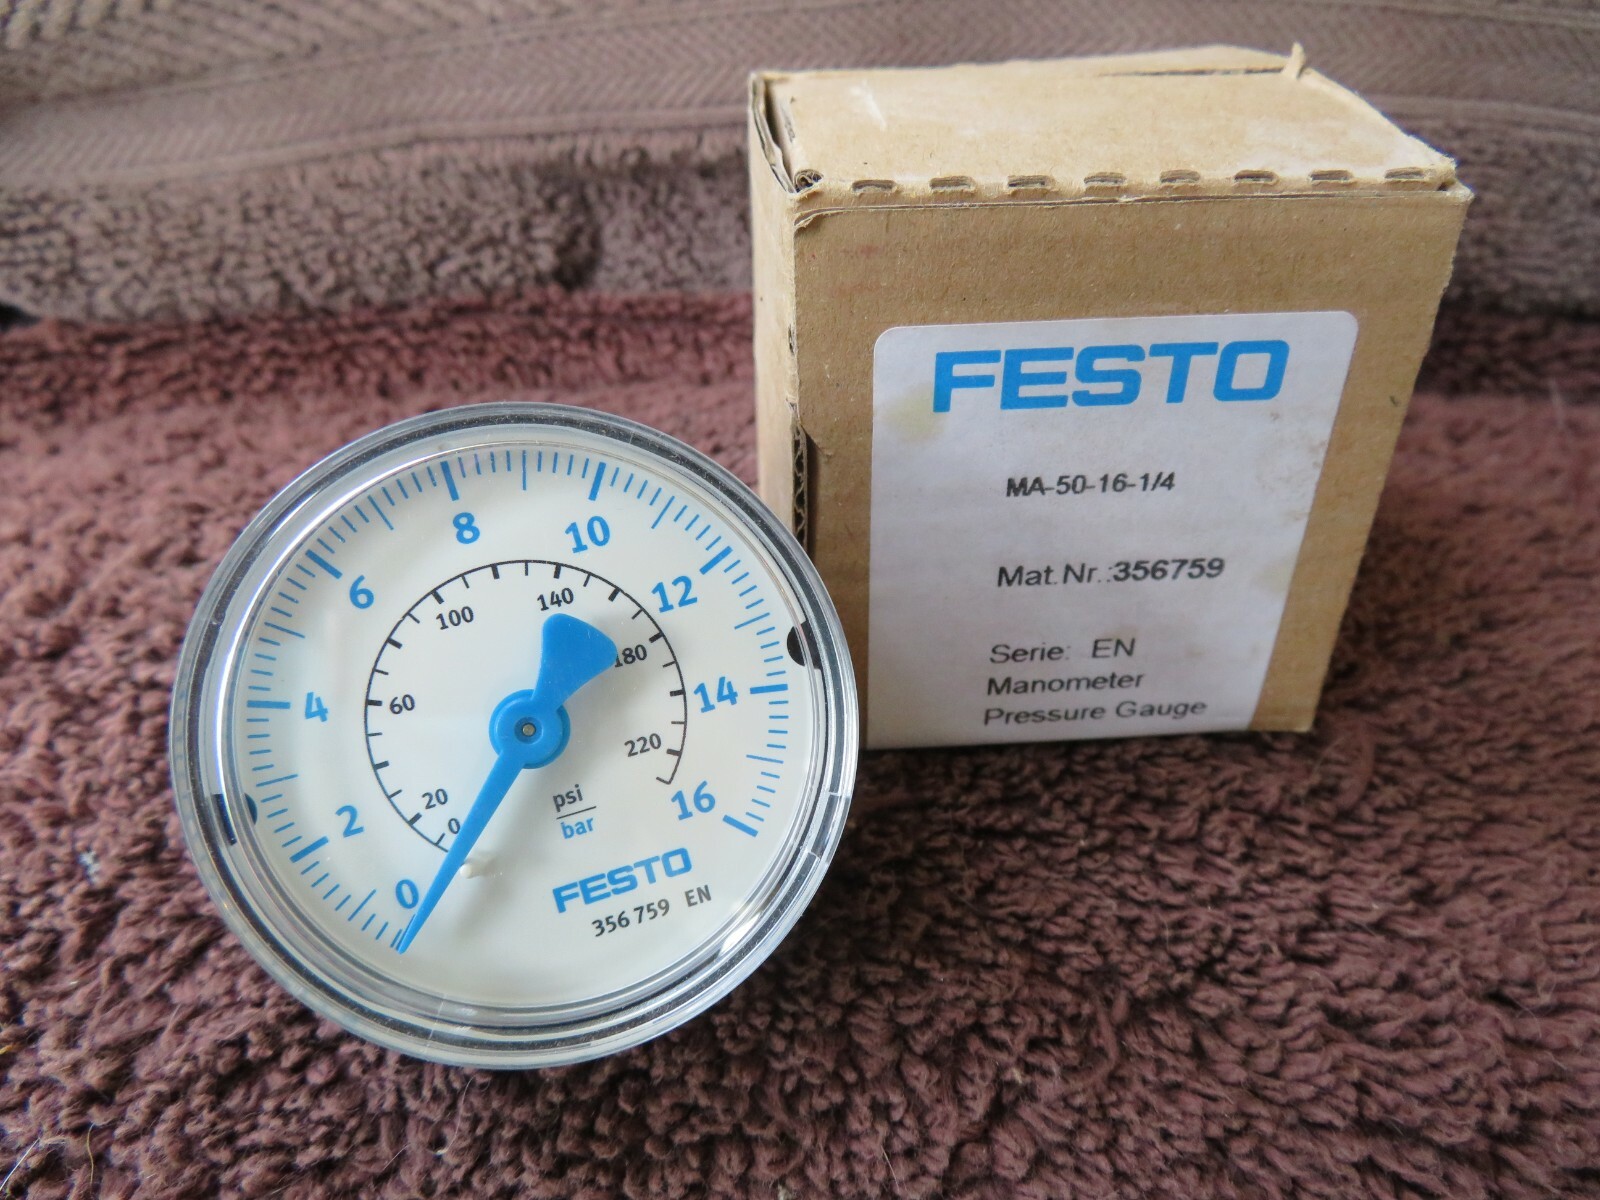 FESTO
MA-50-16-1/4
Mat.Nr.:356759
Serie: EN
Manometer
Pressure Gauge
0
2
4
6
8
10
12
14
16
0
20
60
100
140
180
220
psi
bar
FESTO
356 759 EN